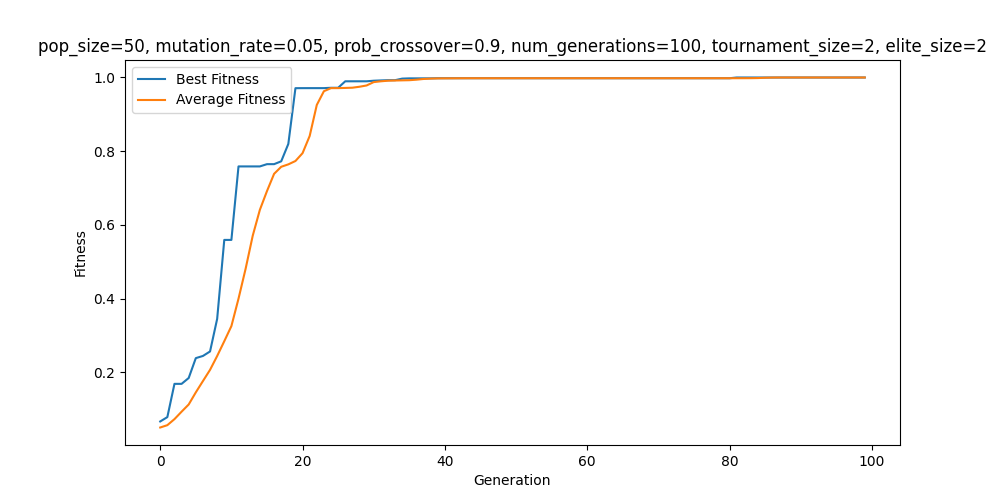 pop_size=50, mutation_rate=0.05, prob_crossover=0.9, num_generations=100, tournament_size=2, elite_size=2
Best Fitness
Average Fitness
1.0
0.8
0.6
0.4
0.2
Fitness
0 20 40 60 80 100
Generation